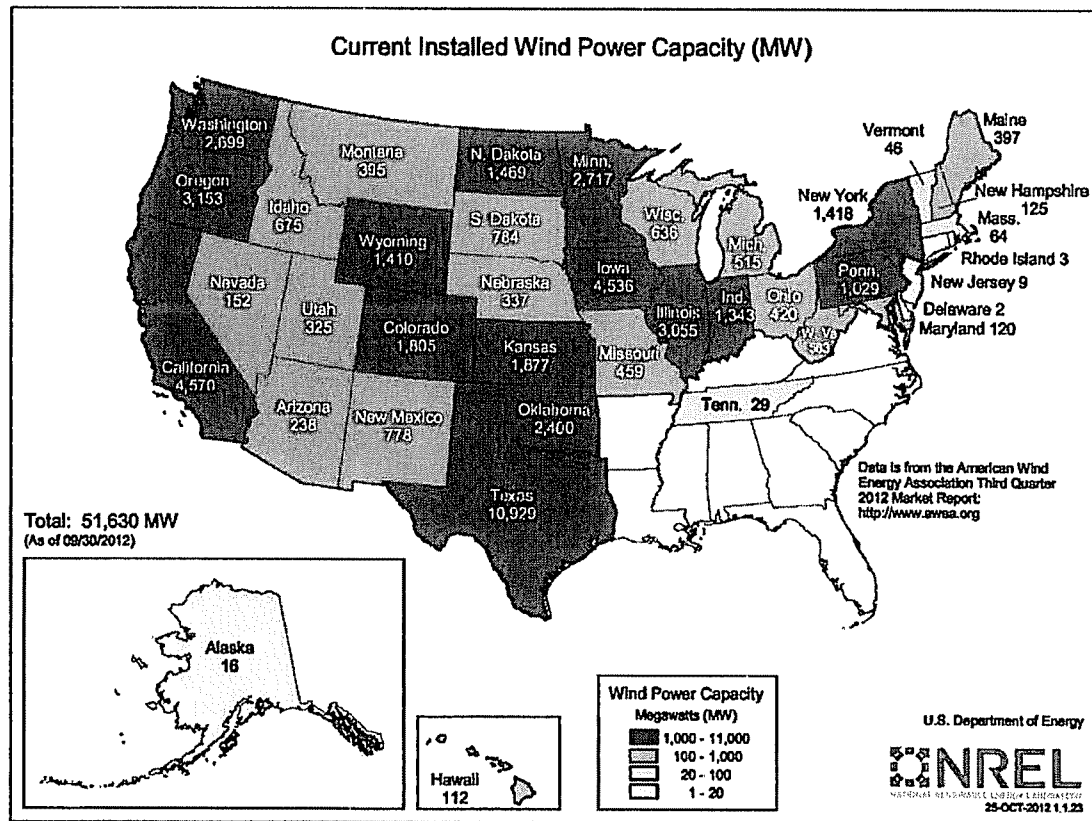 Current Installed Wind Power Capacity (MW)
Washington
2,699
Oregon
3,153
California
4,570
Nevada
152
Idaho
675
Montana
395
Wyoming
1,410
Utah
325
Colorado
1,805
Arizona
238
New Mexico
778
N. Dakota
1,469
S. Dakota
784
Nebraska
337
Kansas
1,877
Oklahoma
2,400
Texas
10,929
Minn.
2,717
Iowa
4,536
Missouri
459
Wisc.
636
Illinois
3,055
Mich.
515
Ind.
1,343
Ohio
420
W. V.
Tenn. 29
Penn.
1,029
New York
1,418
Vermont
46
Maine
397
New Hampshire
125
Mass.
64
Rhode Island 3
New Jersey 9
Delaware 2
Maryland 120
Data is from the American Wind
Energy Association Third Quarter
2012 Market Report:
Total: 51,630 MW
(As of 09/30/2012)
Alaska
16
Hawaii
112
Wind Power Capacity
Megawatts (MW)
1,000 - 11,000
100 - 1,000
20 - 100
1 - 20
U.S. Department of Energy
NREL
NATIONAL RENEWABLE ENERGY LABORATORY
25-OCT-2012 1.1.23